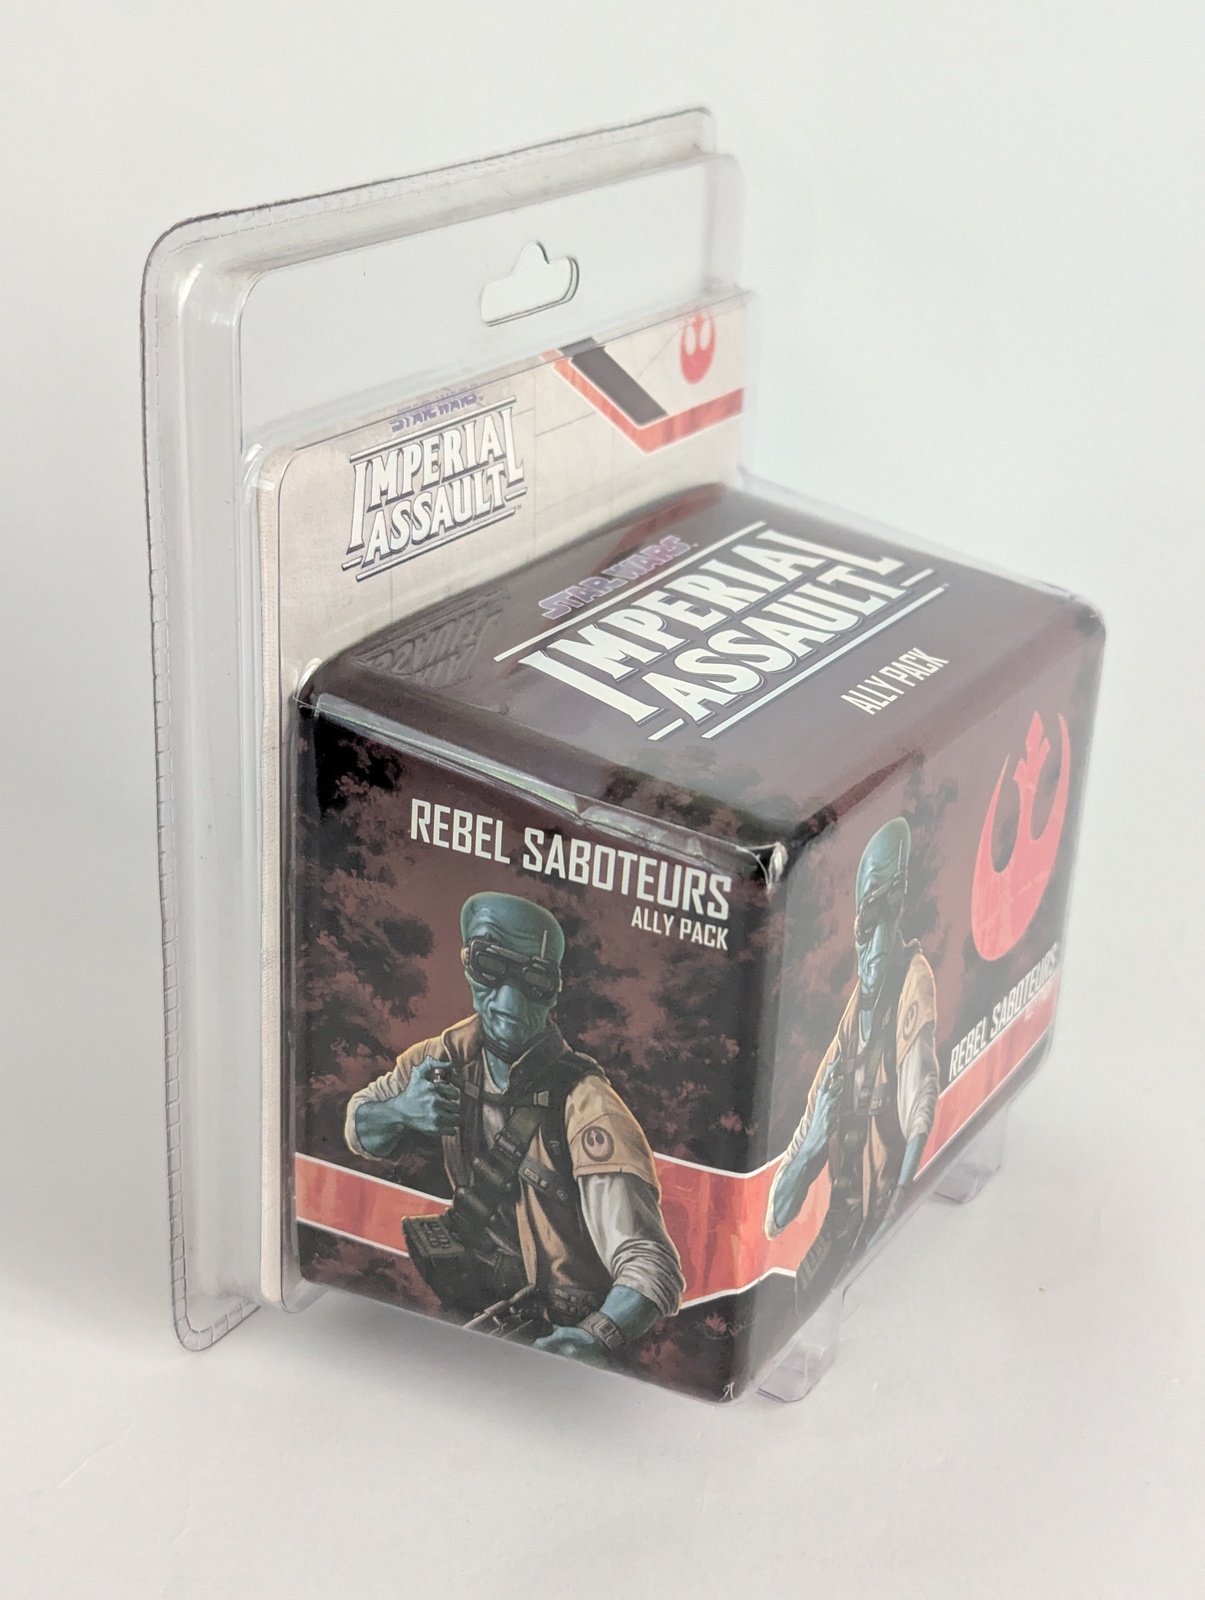 STAR WARS
IMPERIAL
ASSAULT
STAR WARS
IMPERIAL
ASSAULT
ALLY PACK
REBEL SABOTEURS
ALLY PACK
REBEL SABOTEURS